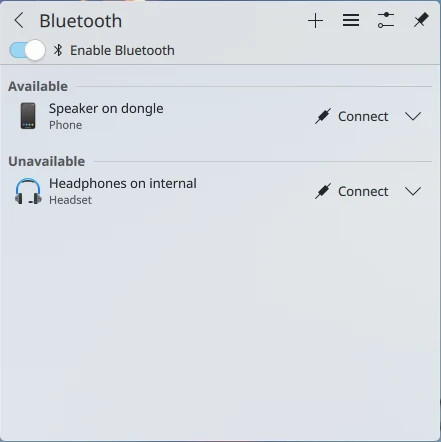 Bluetooth
Enable Bluetooth
Available
Speaker on dongle
Phone
Connect
Unavailable
Headphones on internal
Headset
Connect